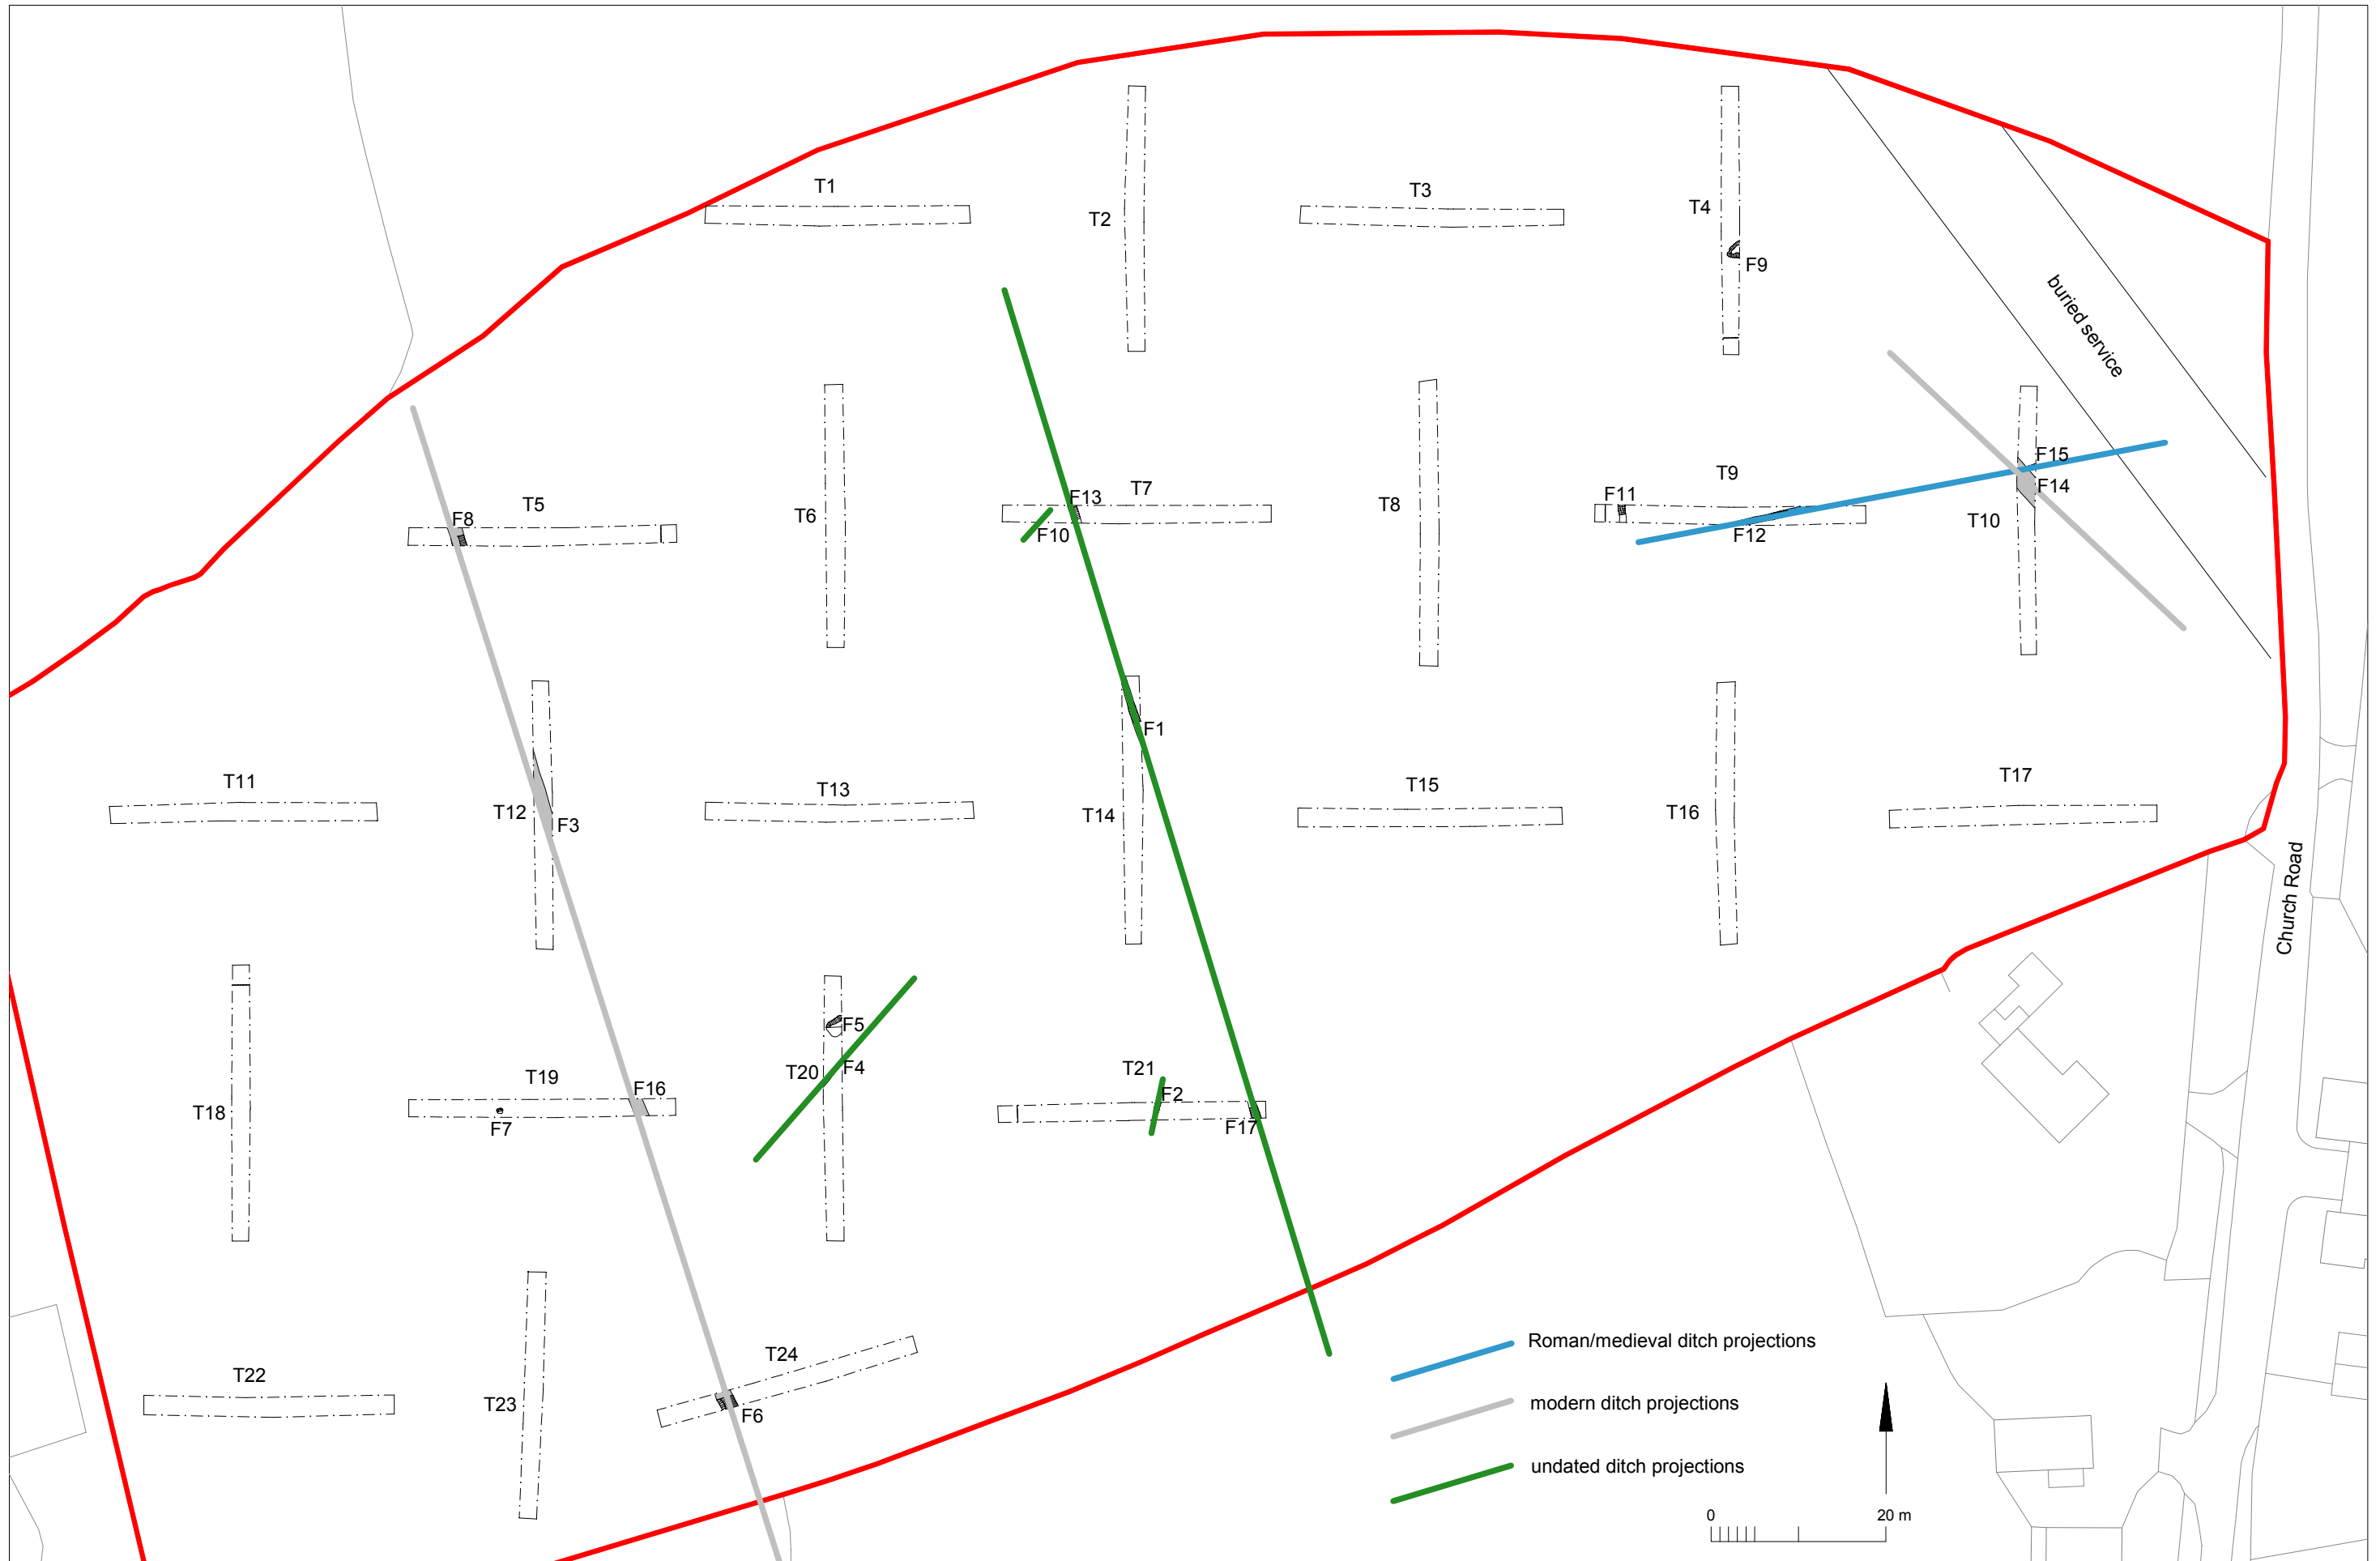 T1
T2
T3
T4
F9
buried service
T5
F8
T6
F13
T7
F10
T8
F11
T9
F12
F15
F14
T10
T11
T12
F3
T13
F1
T14
T15
T16
T17
Church Road
T18
T19
F7
F16
F5
T20
F4
T21
F2
F17
T22
T23
T24
F6
Roman/medieval ditch projections
modern ditch projections
undated ditch projections
0
20 m